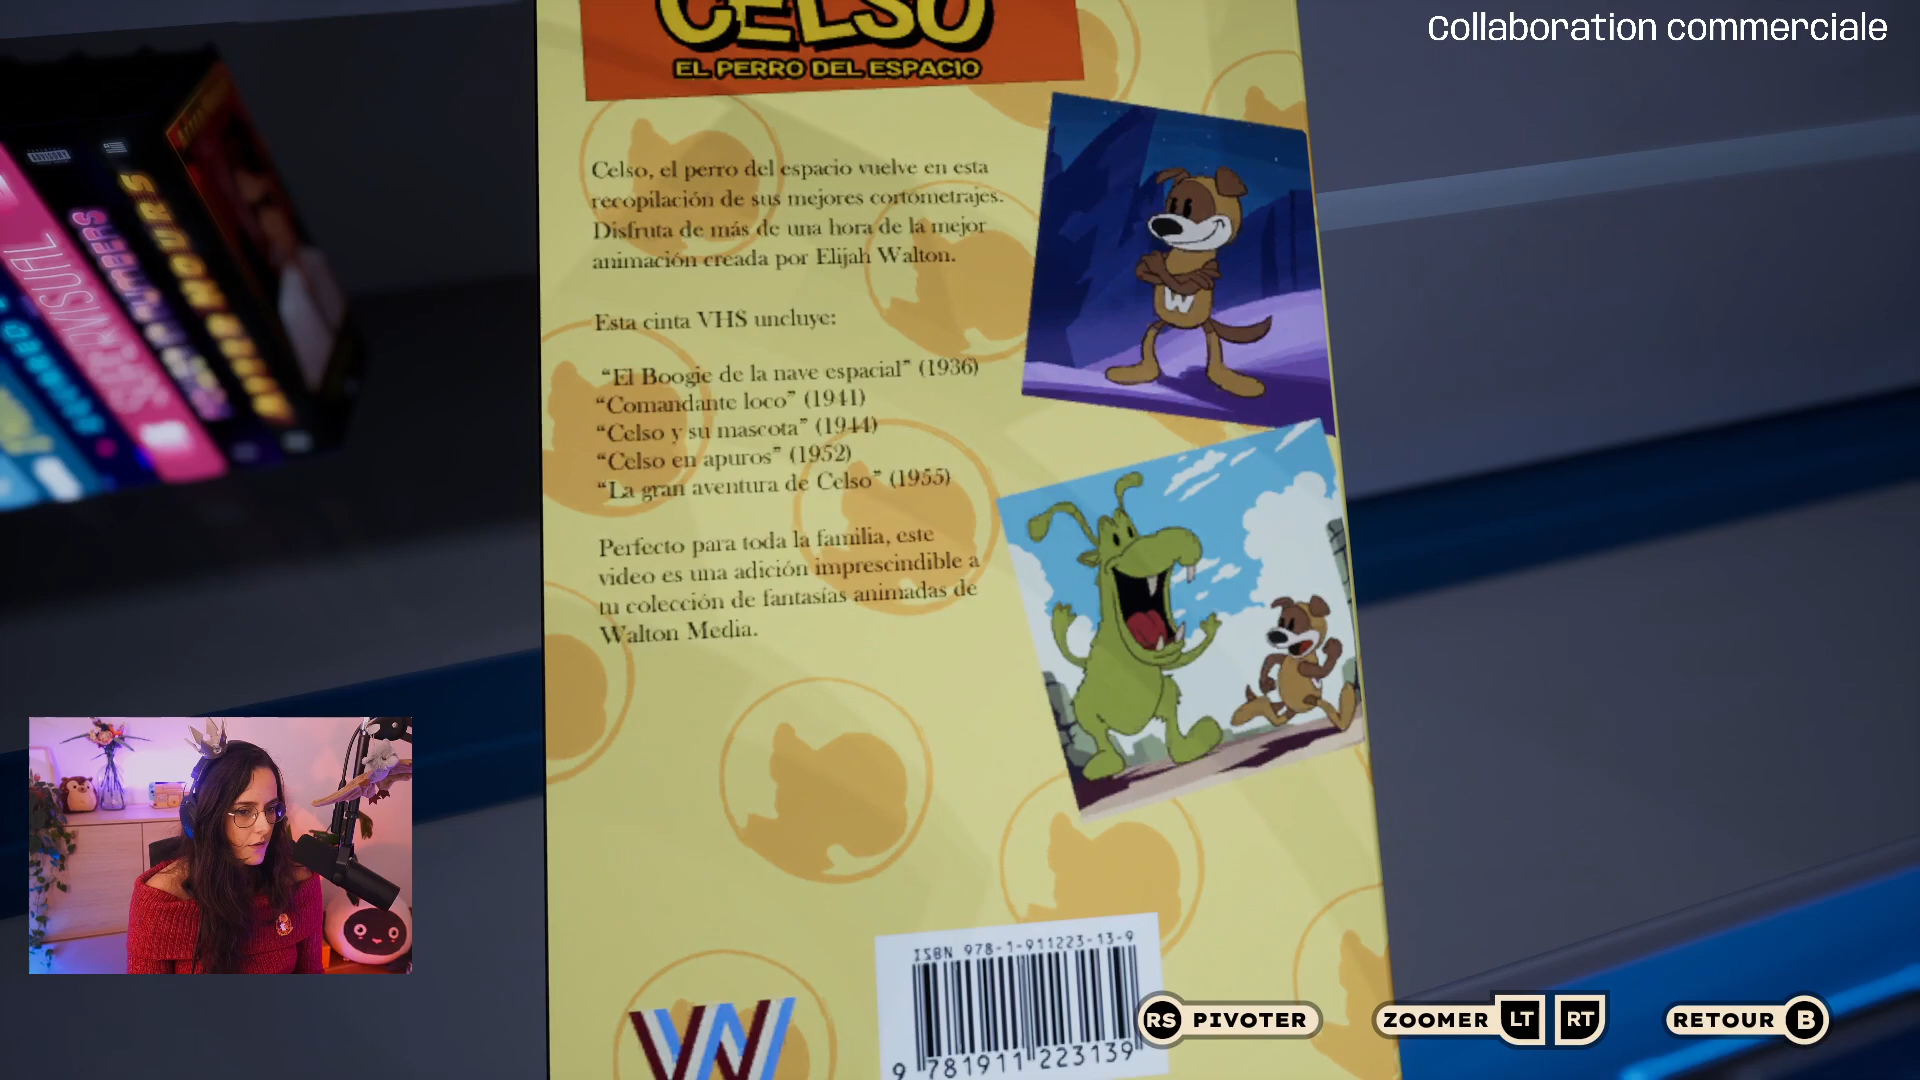 Collaboration commerciale
CELSO
EL PERRO DEL ESPACIO
Celso, el perro del espacio vuelve en esta
recopilación de sus mejores cortometrajes.
Disfruta de más de una hora de la mejor
animación creada por Elijah Walton.
Esta cinta VHS uncluye:
“El Boogie de la nave espacial” (1936)
“Comandante loco” (1941)
“Celso y su mascota” (1944)
“Celso en apuros” (1952)
“La gran aventura de Celso” (1955)
Perfecto para toda la familia, este
video es una adición imprescindible a
tu colección de fantasías animadas de
Walton Media.
W
ISBN 978-1-911223-13-9
9 781911 223139
W
RS PIVOTER
ZOOMER LT RT
RETOUR B